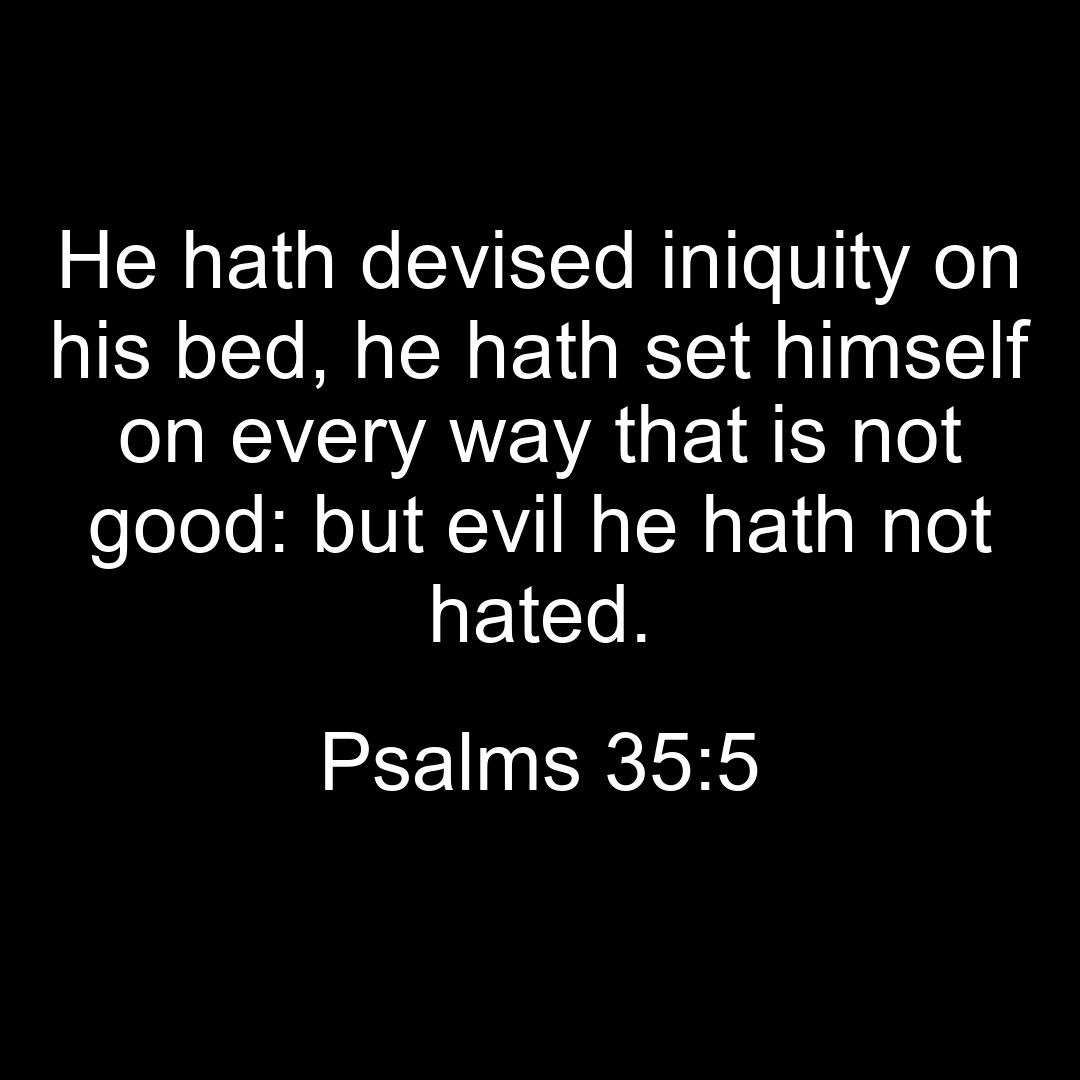 He hath devised iniquity on
his bed, he hath set himself
on every way that is not
good: but evil he hath not
hated.
Psalms 35:5